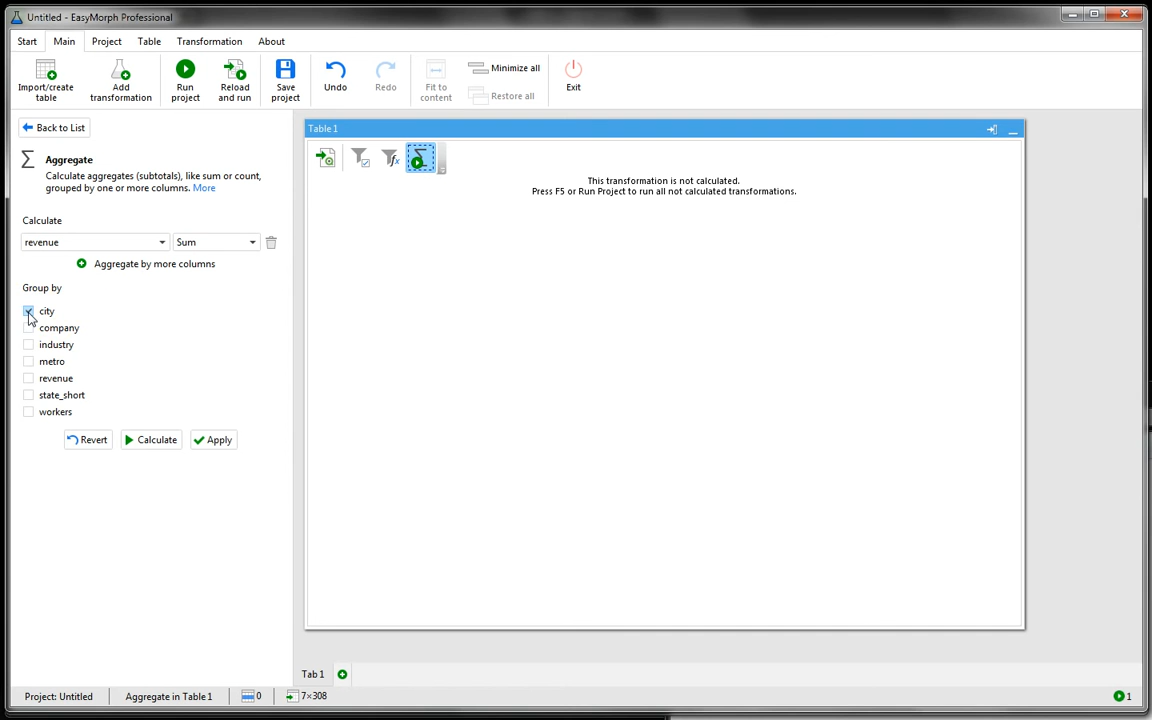 Untitled - EasyMorph Professional
Start Main Project Table Transformation About
Import/create table
Add transformation
Run project
Reload and run
Save project
Undo
Redo
Fit to content
Minimize all
Restore all
Exit
Back to List
Aggregate
Calculate aggregates (subtotals), like sum or count,
grouped by one or more columns. More
Calculate
revenue Sum
Aggregate by more columns
Group by
city
company
industry
metro
revenue
state_short
workers
Revert Calculate Apply
Table 1
fx
This transformation is not calculated.
Press F5 or Run Project to run all not calculated transformations.
Tab 1
Project: Untitled Aggregate in Table 1 0 7×308 1